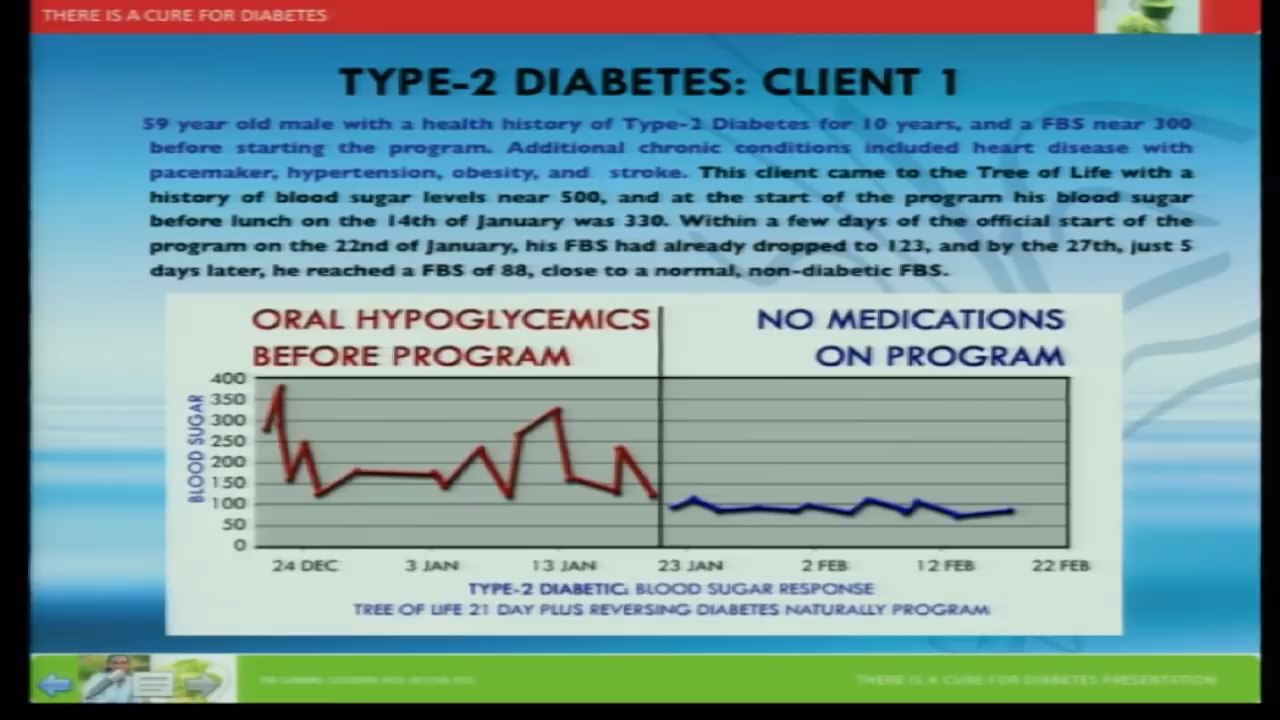 THERE IS A CURE FOR DIABETES
TYPE-2 DIABETES: CLIENT 1
59 year old male with a health history of Type-2 Diabetes for 10 years, and a FBS near 300
before starting the program. Additional chronic conditions included heart disease with
pacemaker, hypertension, obesity, and stroke. This client came to the Tree of Life with a
history of blood sugar levels near 500, and at the start of the program his blood sugar
before lunch on the 14th of January was 330. Within a few days of the official start of the
program on the 22nd of January, his FBS had already dropped to 123, and by the 27th, just 5
days later, he reached a FBS of 88, close to a normal, non-diabetic FBS.
ORAL HYPOGLYCEMICS
BEFORE PROGRAM
NO MEDICATIONS
ON PROGRAM
BLOOD SUGAR
400
350
300
250
200
150
100
50
0
24 DEC 3 JAN 13 JAN 23 JAN 2 FEB 12 FEB 22 FEB
TYPE-2 DIABETIC: BLOOD SUGAR RESPONSE
TREE OF LIFE 21 DAY PLUS REVERSING DIABETES NATURALLY PROGRAM
THERE IS A CURE FOR DIABETES PRESENTATION